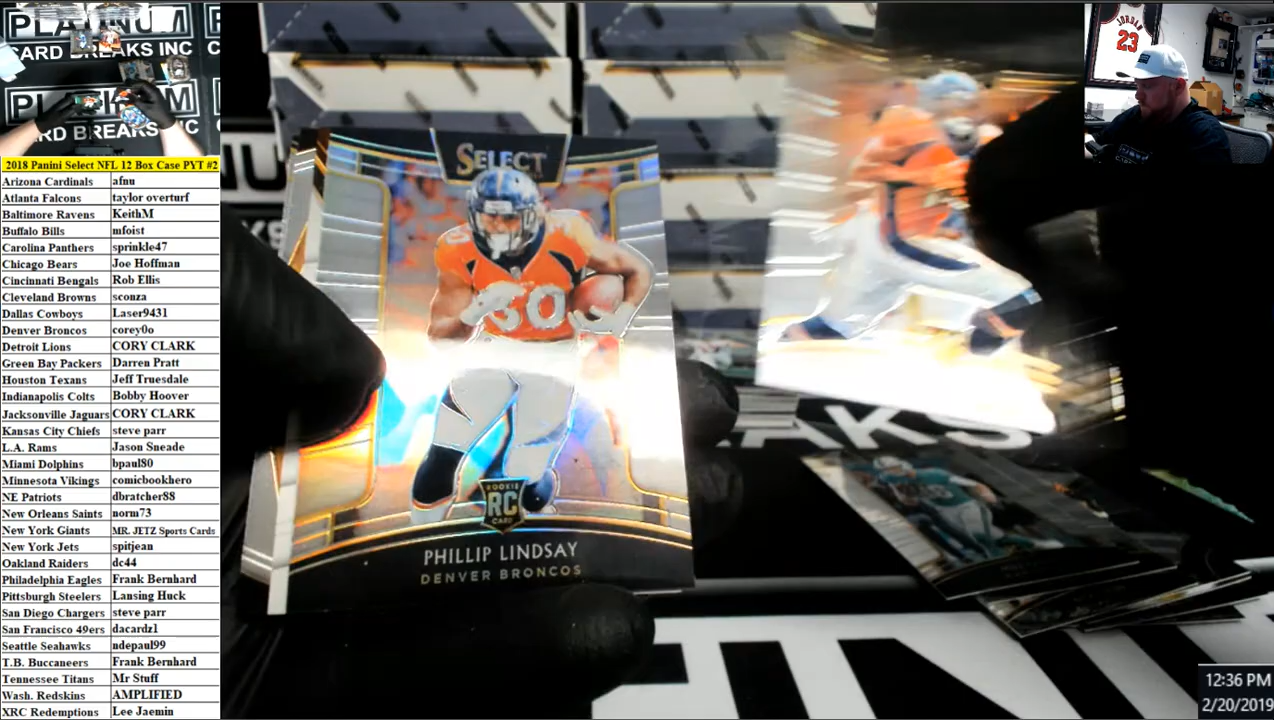 PLATINUM
CARD BREAKS INC
PLATINUM
CARD BREAKS INC
2018 Panini Select NFL 12 Box Case PYT #2
Arizona Cardinals afnu
Atlanta Falcons taylor overturf
Baltimore Ravens KeithM
Buffalo Bills mfoist
Carolina Panthers sprinkle47
Chicago Bears Joe Hoffman
Cincinnati Bengals Rob Ellis
Cleveland Browns sconza
Dallas Cowboys Laser9431
Denver Broncos corey0o
Detroit Lions CORY CLARK
Green Bay Packers Darren Pratt
Houston Texans Jeff Truesdale
Indianapolis Colts Bobby Hoover
Jacksonville Jaguars CORY CLARK
Kansas City Chiefs steve parr
L.A. Rams Jason Sneade
Miami Dolphins bpaul80
Minnesota Vikings comicbookhero
NE Patriots dbratcher88
New Orleans Saints norm73
New York Giants MR. JETZ Sports Cards
New York Jets spitjean
Oakland Raiders dc44
Philadelphia Eagles Frank Bernhard
Pittsburgh Steelers Lansing Huck
San Diego Chargers steve parr
San Francisco 49ers dacardz1
Seattle Seahawks ndepaul99
T.B. Buccaneers Frank Bernhard
Tennessee Titans Mr Stuff
Wash. Redskins AMPLIFIED
XRC Redemptions Lee Jaemin
SELECT
30
ROOKIE
RC
CARD
PHILLIP LINDSAY
DENVER BRONCOS
AKS
JORDAN
23
12:36 PM
2/20/2019